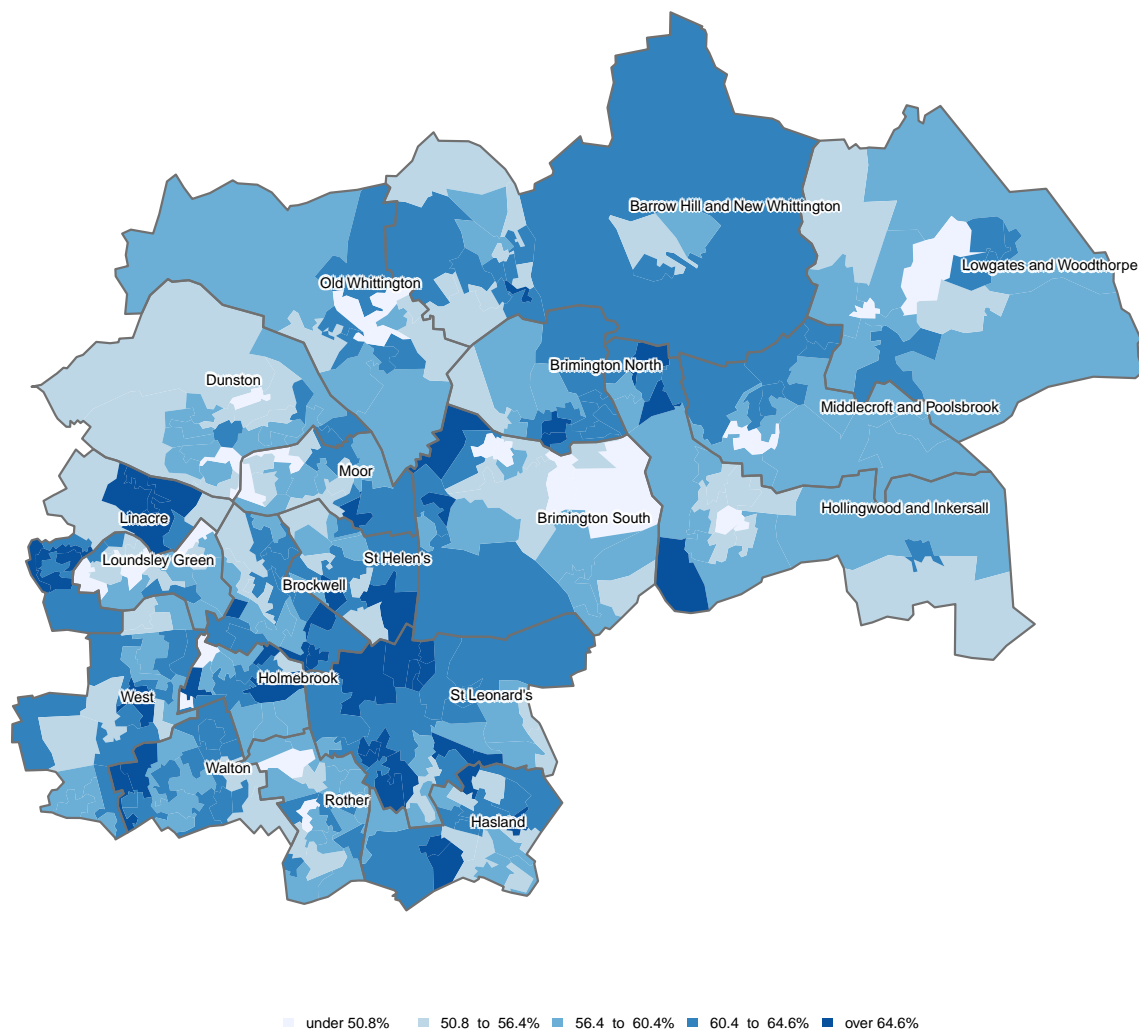 Barrow Hill and New Whittington
Lowgates and Woodthorpe
Old Whittington
Brimington North
Dunston
Middlecroft and Poolsbrook
Moor
Hollingwood and Inkersall
Linacre
Brimington South
St Helen's
Loundsley Green
Brockwell
Holmebrook
St Leonard's
West
Walton
Rother
Hasland
under 50.8% 50.8 to 56.4% 56.4 to 60.4% 60.4 to 64.6% over 64.6%